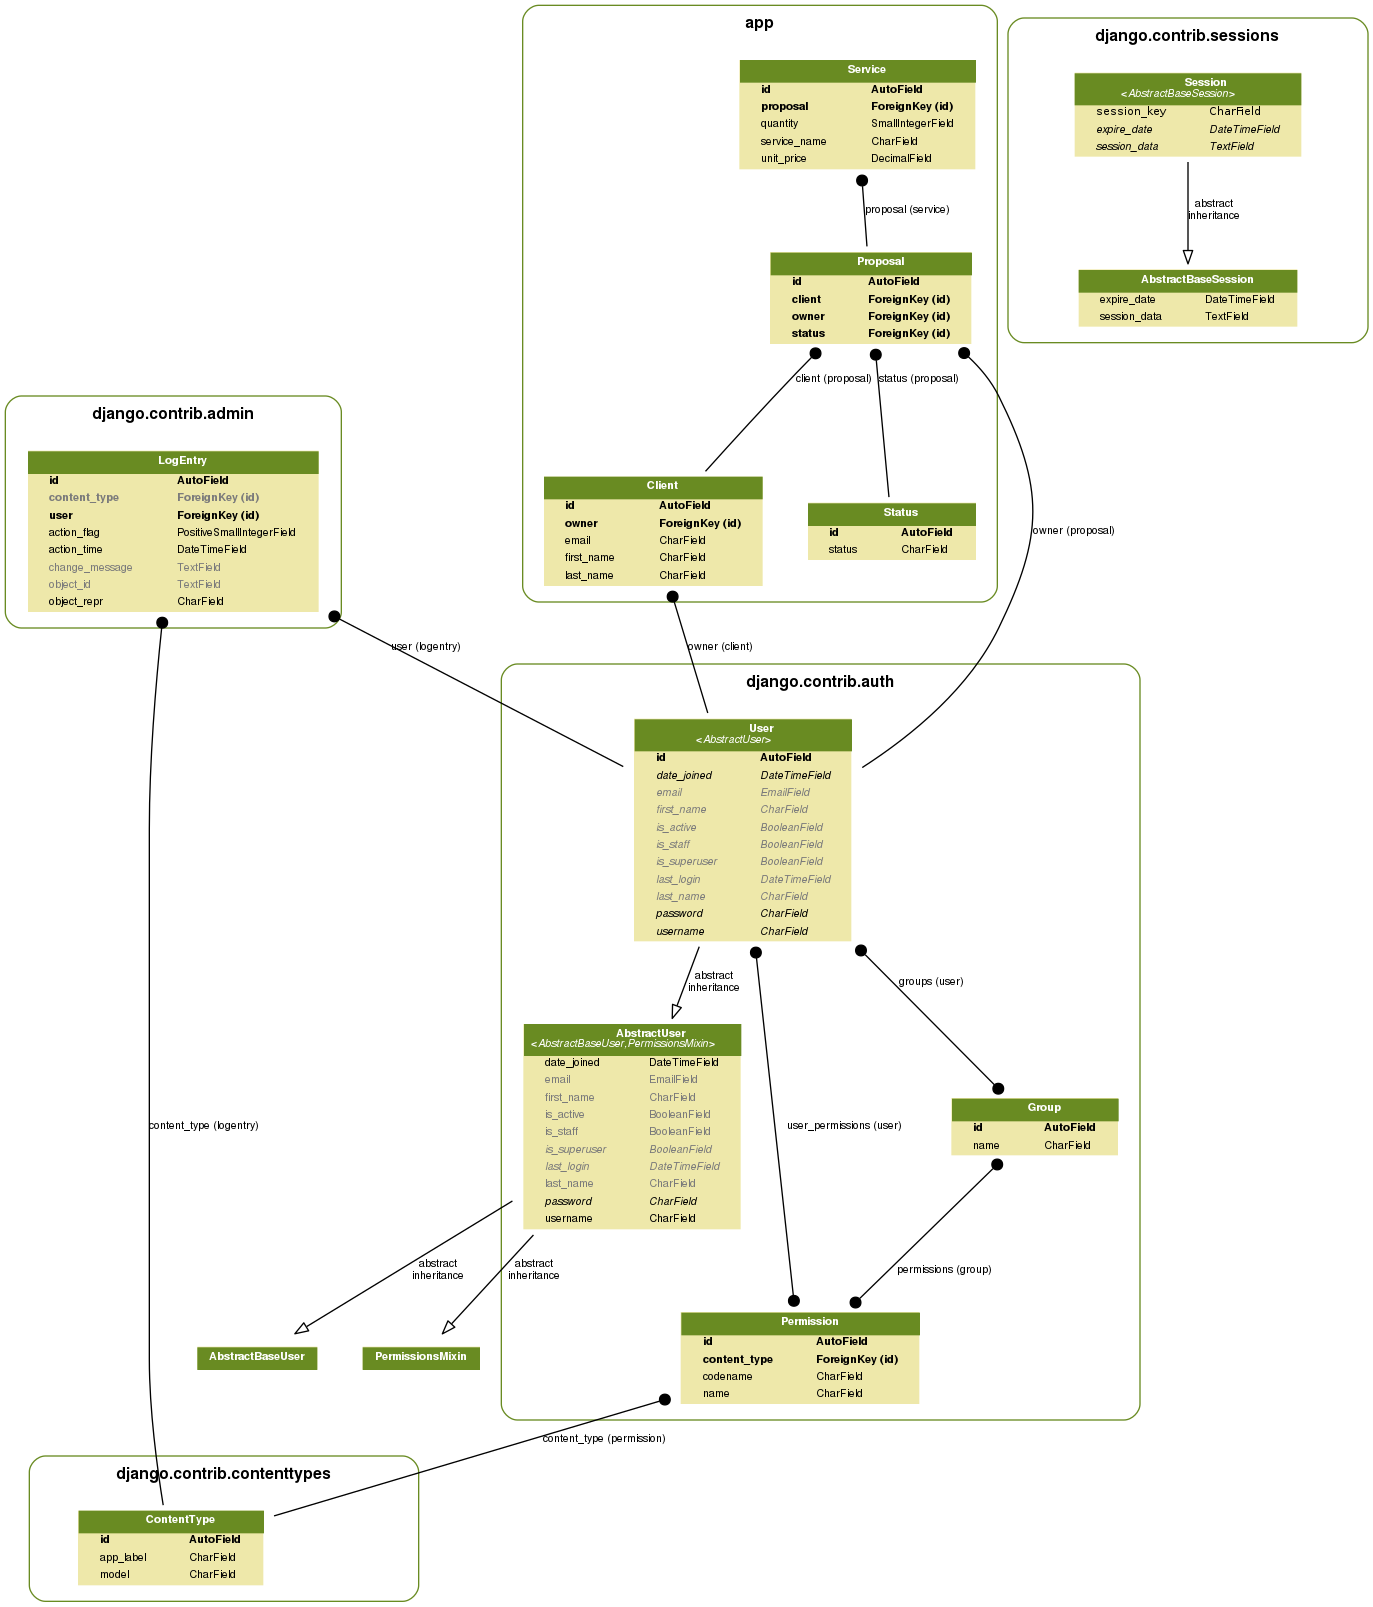 app
Service
id AutoField
proposal ForeignKey (id)
quantity SmallIntegerField
service_name CharField
unit_price DecimalField
proposal (service)
Proposal
id AutoField
client ForeignKey (id)
owner ForeignKey (id)
status ForeignKey (id)
client (proposal) status (proposal)
owner (proposal)
Client
id AutoField
owner ForeignKey (id)
email CharField
first_name CharField
last_name CharField
Status
id AutoField
status CharField
django.contrib.sessions
Session
<AbstractBaseSession>
session_key CharField
expire_date DateTimeField
session_data TextField
abstract
inheritance
AbstractBaseSession
expire_date DateTimeField
session_data TextField
django.contrib.admin
LogEntry
id AutoField
content_type ForeignKey (id)
user ForeignKey (id)
action_flag PositiveSmallIntegerField
action_time DateTimeField
change_message TextField
object_id TextField
object_repr CharField
user (logentry)
owner (client)
django.contrib.auth
User
<AbstractUser>
id AutoField
date_joined DateTimeField
email EmailField
first_name CharField
is_active BooleanField
is_staff BooleanField
is_superuser BooleanField
last_login DateTimeField
last_name CharField
password CharField
username CharField
abstract
inheritance
groups (user)
AbstractUser
<AbstractBaseUser,PermissionsMixin>
date_joined DateTimeField
email EmailField
first_name CharField
is_active BooleanField
is_staff BooleanField
is_superuser BooleanField
last_login DateTimeField
last_name CharField
password CharField
username CharField
user_permissions (user)
Group
id AutoField
name CharField
content_type (logentry)
abstract
inheritance
abstract
inheritance
permissions (group)
AbstractBaseUser
PermissionsMixin
Permission
id AutoField
content_type ForeignKey (id)
codename CharField
name CharField
content_type (permission)
django.contrib.contenttypes
ContentType
id AutoField
app_label CharField
model CharField